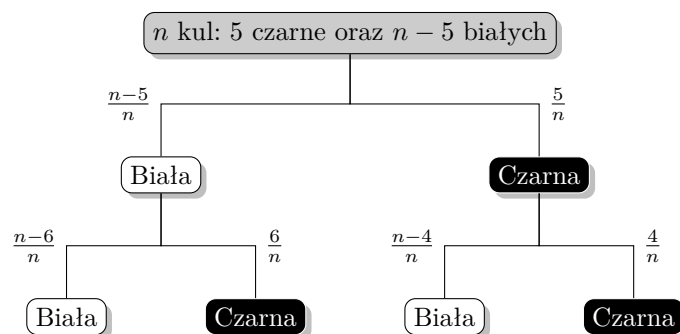 n kul: 5 czarne oraz n − 5 białych
n−5/n 5/n
Biała Czarna
n−6/n 6/n n−4/n 4/n
Biała Czarna Biała Czarna